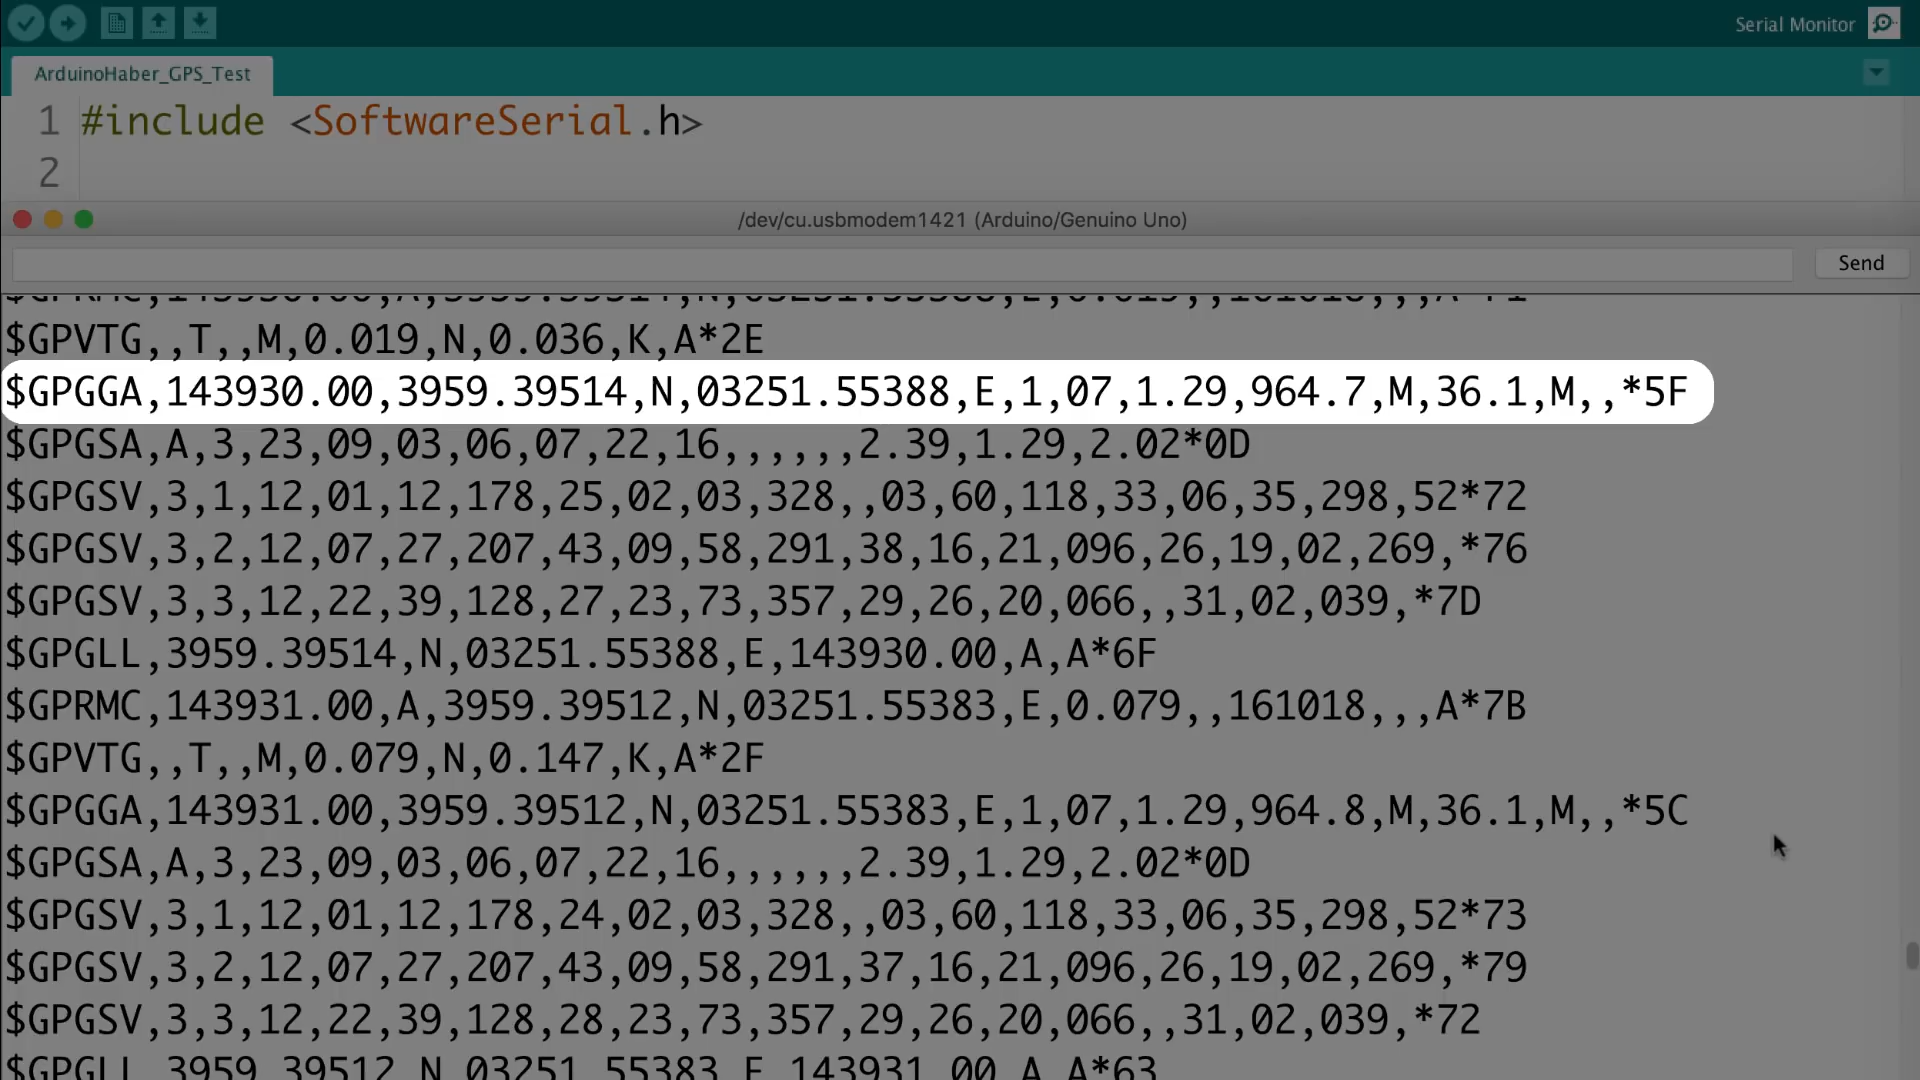 Serial Monitor
ArduinoHaber_GPS_Test
1 #include <SoftwareSerial.h>
2
/dev/cu.usbmodem1421 (Arduino/Genuino Uno)
Send
$GPVTG,,T,,M,0.019,N,0.036,K,A*2E
$GPGGA,143930.00,3959.39514,N,03251.55388,E,1,07,1.29,964.7,M,36.1,M,,*5F
$GPGSA,A,3,23,09,03,06,07,22,16,,,,,,2.39,1.29,2.02*0D
$GPGSV,3,1,12,01,12,178,25,02,03,328,,03,60,118,33,06,35,298,52*72
$GPGSV,3,2,12,07,27,207,43,09,58,291,38,16,21,096,26,19,02,269,*76
$GPGSV,3,3,12,22,39,128,27,23,73,357,29,26,20,066,,31,02,039,*7D
$GPGLL,3959.39514,N,03251.55388,E,143930.00,A,A*6F
$GPRMC,143931.00,A,3959.39512,N,03251.55383,E,0.079,,161018,,,A*7B
$GPVTG,,T,,M,0.079,N,0.147,K,A*2F
$GPGGA,143931.00,3959.39512,N,03251.55383,E,1,07,1.29,964.8,M,36.1,M,,*5C
$GPGSA,A,3,23,09,03,06,07,22,16,,,,,,2.39,1.29,2.02*0D
$GPGSV,3,1,12,01,12,178,24,02,03,328,,03,60,118,33,06,35,298,52*73
$GPGSV,3,2,12,07,27,207,43,09,58,291,37,16,21,096,26,19,02,269,*79
$GPGSV,3,3,12,22,39,128,28,23,73,357,29,26,20,066,,31,02,039,*72
$GPGLL,3959.39512,N,03251.55383,E,143931.00,A,A*63